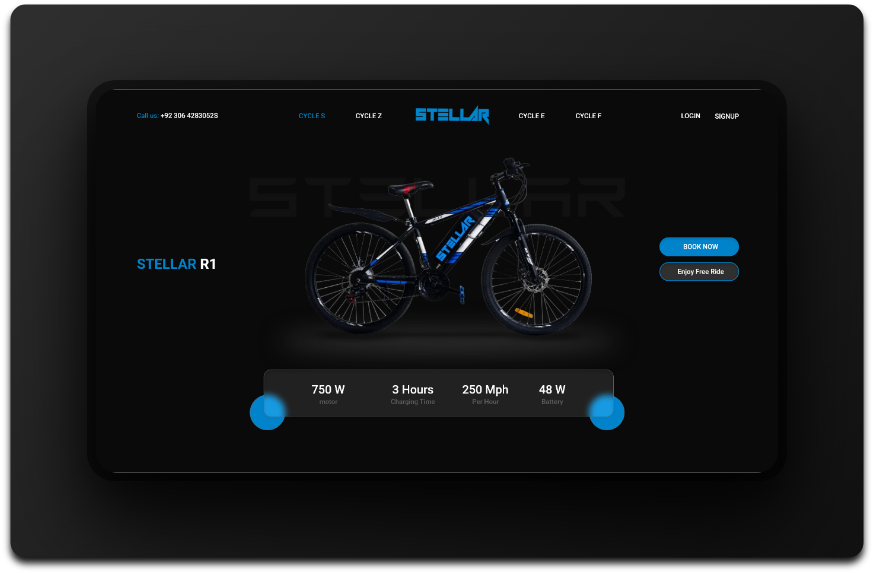 Call us: +92 306 4283052S
CYCLE S
CYCLE Z
STELLAR
CYCLE E
CYCLE F
LOGIN
SIGNUP
STELLAR
STELLAR
BOOK NOW
STELLAR R1
Enjoy Free Ride
750 W
3 Hours
250 Mph
48 W
motor
Charging Time
Per Hour
Battery